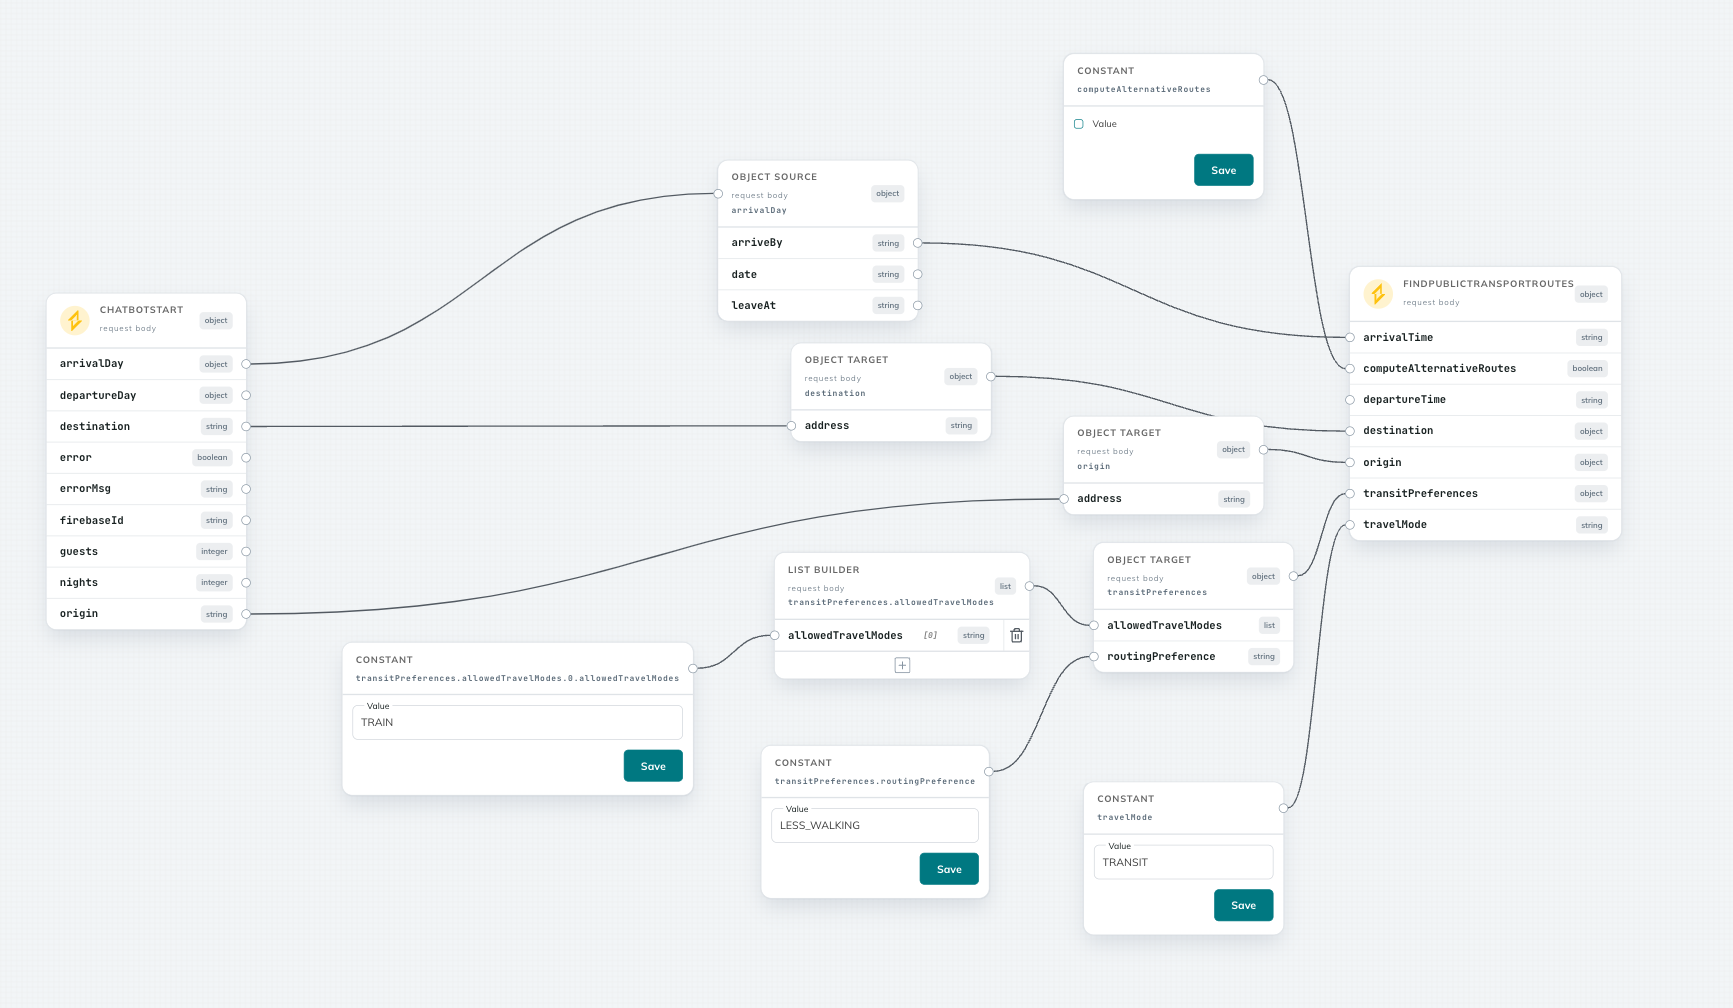 CONSTANT
computeAlternativeRoutes
Value
Save
OBJECT SOURCE
request body
object
arrivalDay
arriveBy string
date string
leaveAt string
CHATBOTSTART
request body
object
arrivalDay object
departureDay object
destination string
error boolean
errorMsg string
firebaseId string
guests integer
nights integer
origin string
OBJECT TARGET
request body
object
destination
address string
FINDPUBLICTRANSPORTROUTES
request body
object
arrivalTime string
computeAlternativeRoutes boolean
departureTime string
destination object
origin object
transitPreferences object
travelMode string
OBJECT TARGET
request body
object
origin
address string
LIST BUILDER
request body
list
transitPreferences.allowedTravelModes
allowedTravelModes [0] string
OBJECT TARGET
request body
object
transitPreferences
allowedTravelModes list
routingPreference string
CONSTANT
transitPreferences.allowedTravelModes.0.allowedTravelModes
Value
TRAIN
Save
CONSTANT
transitPreferences.routingPreference
Value
LESS_WALKING
Save
CONSTANT
travelMode
Value
TRANSIT
Save